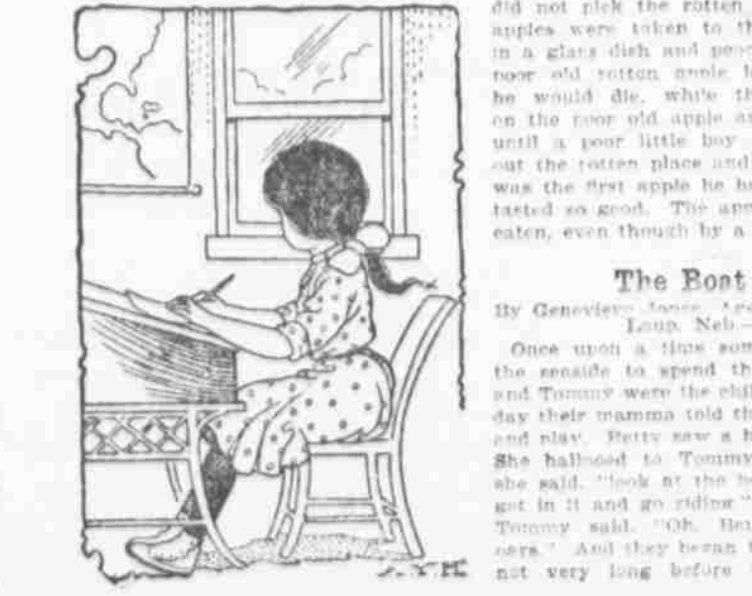 did not pick the rotten
apples were taken to th
in a glass dish and
poor old rotten apple
he would die, while th
on the poor old apple
until a poor little boy
out the rotten place and
was the first apple he
tasted so good. The
eaten, even though by a
The Boat
By Genevieve Jones,
Loup, Neb.
Once upon a time som
the seaside to spend th
and Tommy were the chil
day their mamma told th
and play. Betty saw a
She hallooed to Tommy
she said, "look at the
get in it and go riding
Tommy said, "Oh,
oars." And they began
not very long before